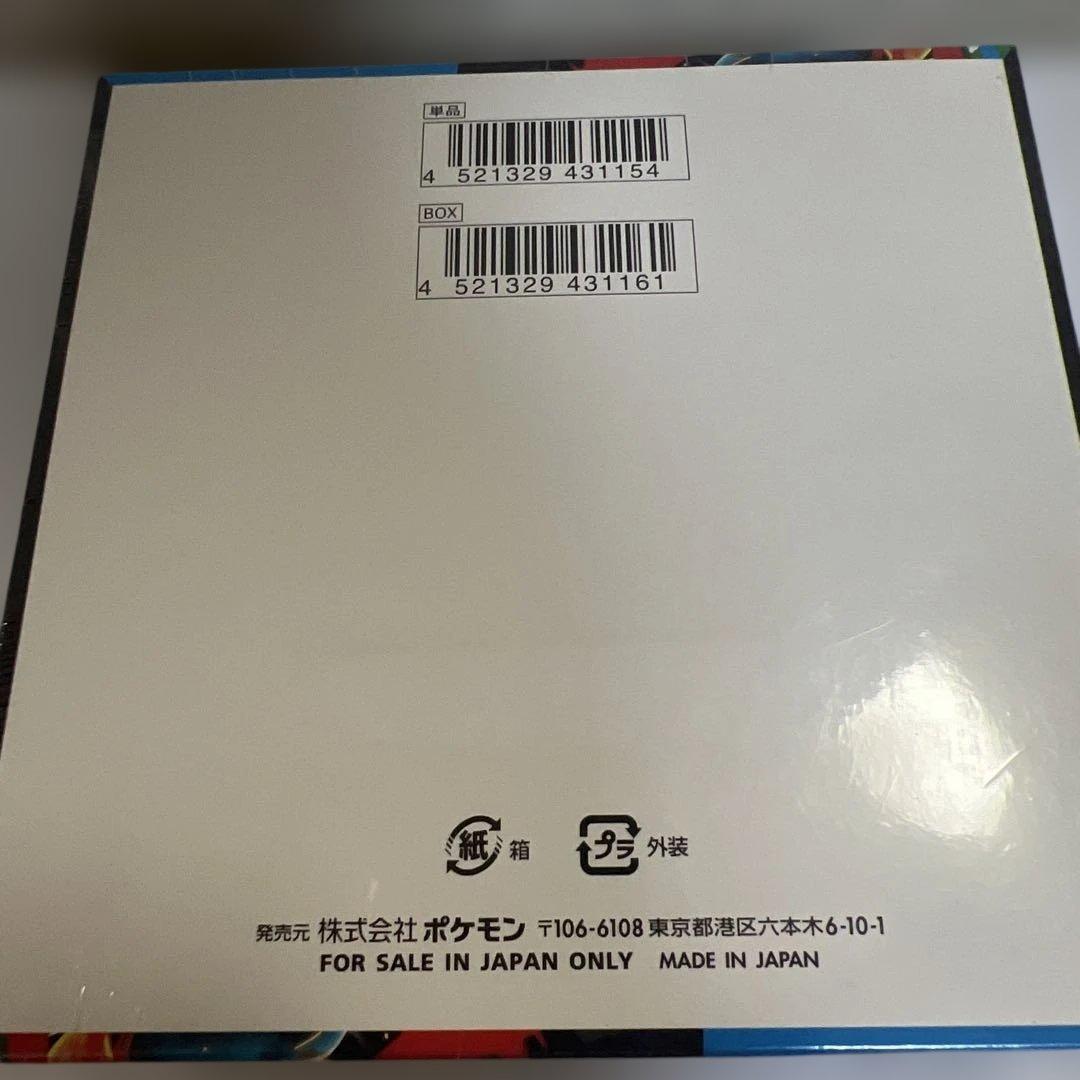 単品
4 521329 431154
BOX
4 521329 431161
紙 箱 プラ 外装
発売元 株式会社 ポケモン 〒106-6108 東京都港区六本木6-10-1
FOR SALE IN JAPAN ONLY MADE IN JAPAN